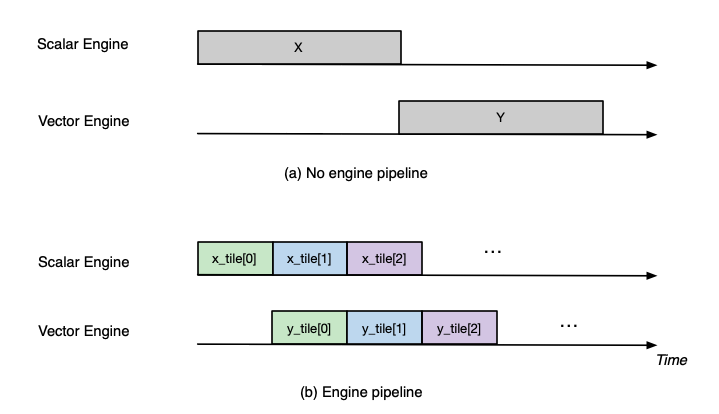 Scalar Engine
X
Vector Engine
Y
(a) No engine pipeline
Scalar Engine
x_tile[0] x_tile[1] x_tile[2] ...
Vector Engine
y_tile[0] y_tile[1] y_tile[2] ...
Time
(b) Engine pipeline